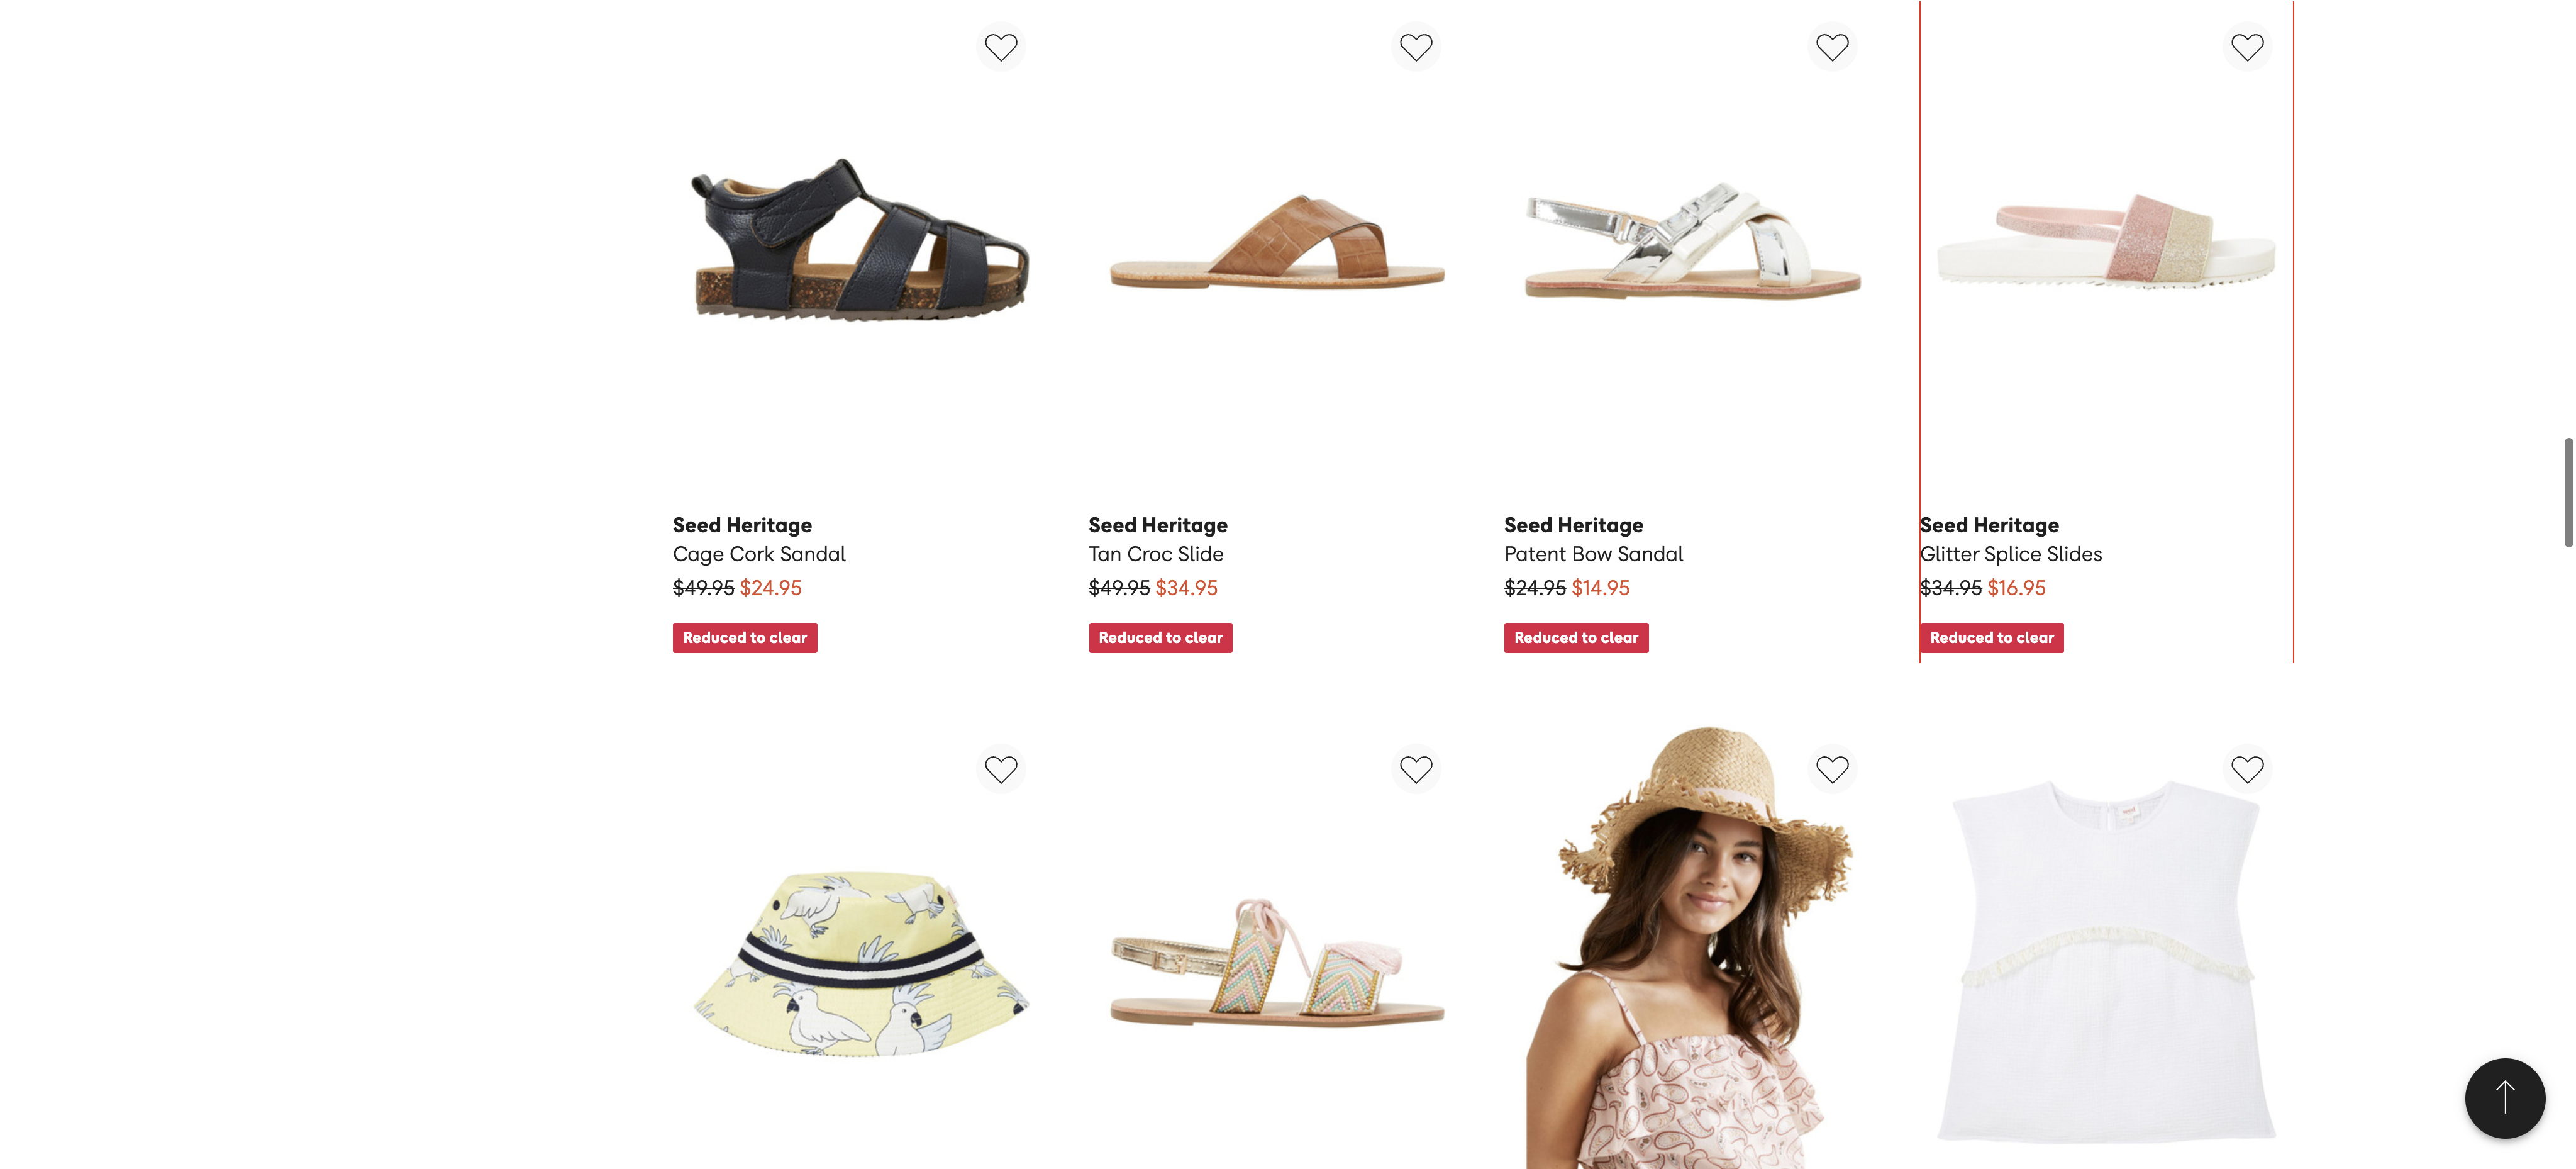 Seed Heritage
Cage Cork Sandal
$49.95 $24.95
Reduced to clear
Seed Heritage
Tan Croc Slide
$49.95 $34.95
Reduced to clear
Seed Heritage
Patent Bow Sandal
$24.95 $14.95
Reduced to clear
Seed Heritage
Glitter Splice Slides
$34.95 $16.95
Reduced to clear